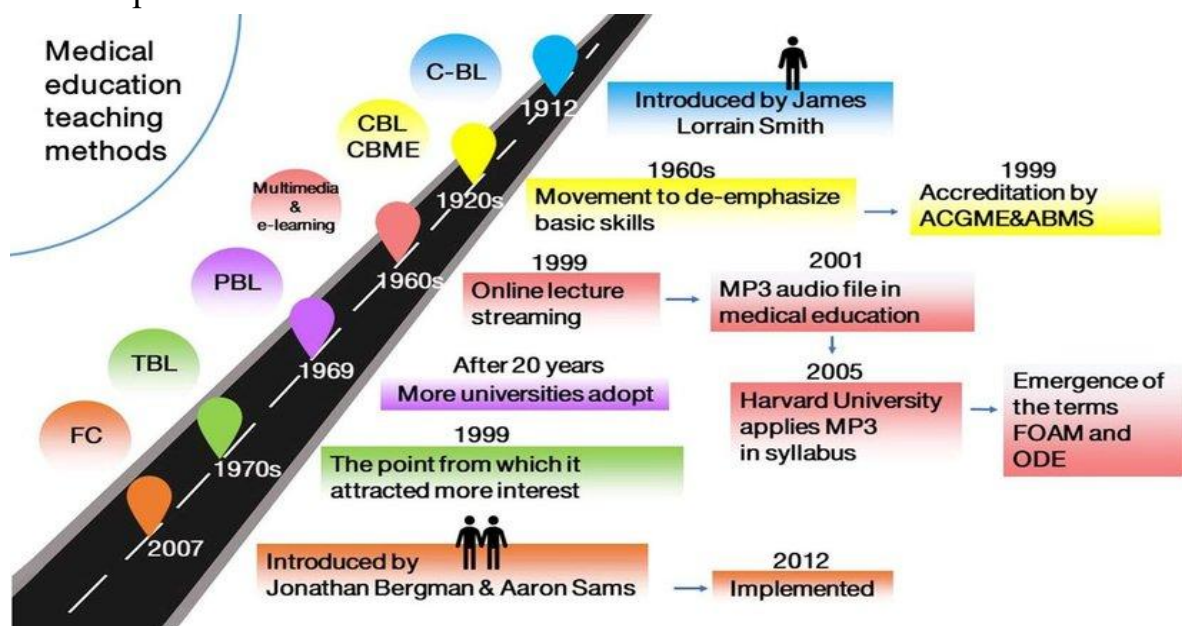 Medical
education
teaching
methods
C-BL
1912
Introduced by James
Lorrain Smith
CBL
CBME
1920s
1960s
Movement to de-emphasize
basic skills
1999
Accreditation by
ACGME&ABMS
Multimedia
&
e-learning
1960s
1999
Online lecture
streaming
2001
MP3 audio file in
medical education
2005
Harvard University
applies MP3
in syllabus
Emergence of
the terms
FOAM and
ODE
PBL
1969
After 20 years
More universities adopt
TBL
1970s
1999
The point from which it
attracted more interest
FC
2007
Introduced by
Jonathan Bergman & Aaron Sams
2012
Implemented